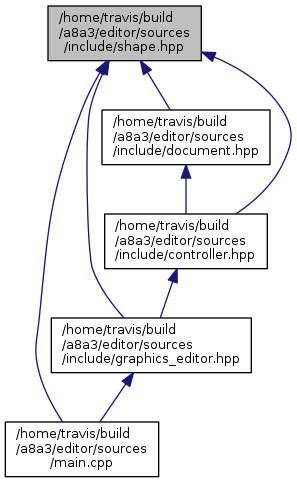 /home/travis/build
/a8a3/editor/sources
/include/shape.hpp
/home/travis/build
/a8a3/editor/sources
include/document.hpp
/home/travis/build
/a8a3/editor/sources
include/controller.hpp
/home/travis/build
/a8a3/editor/sources
/include/graphics_editor.hpp
/home/travis/build
/a8a3/editor/sources
/main.cpp